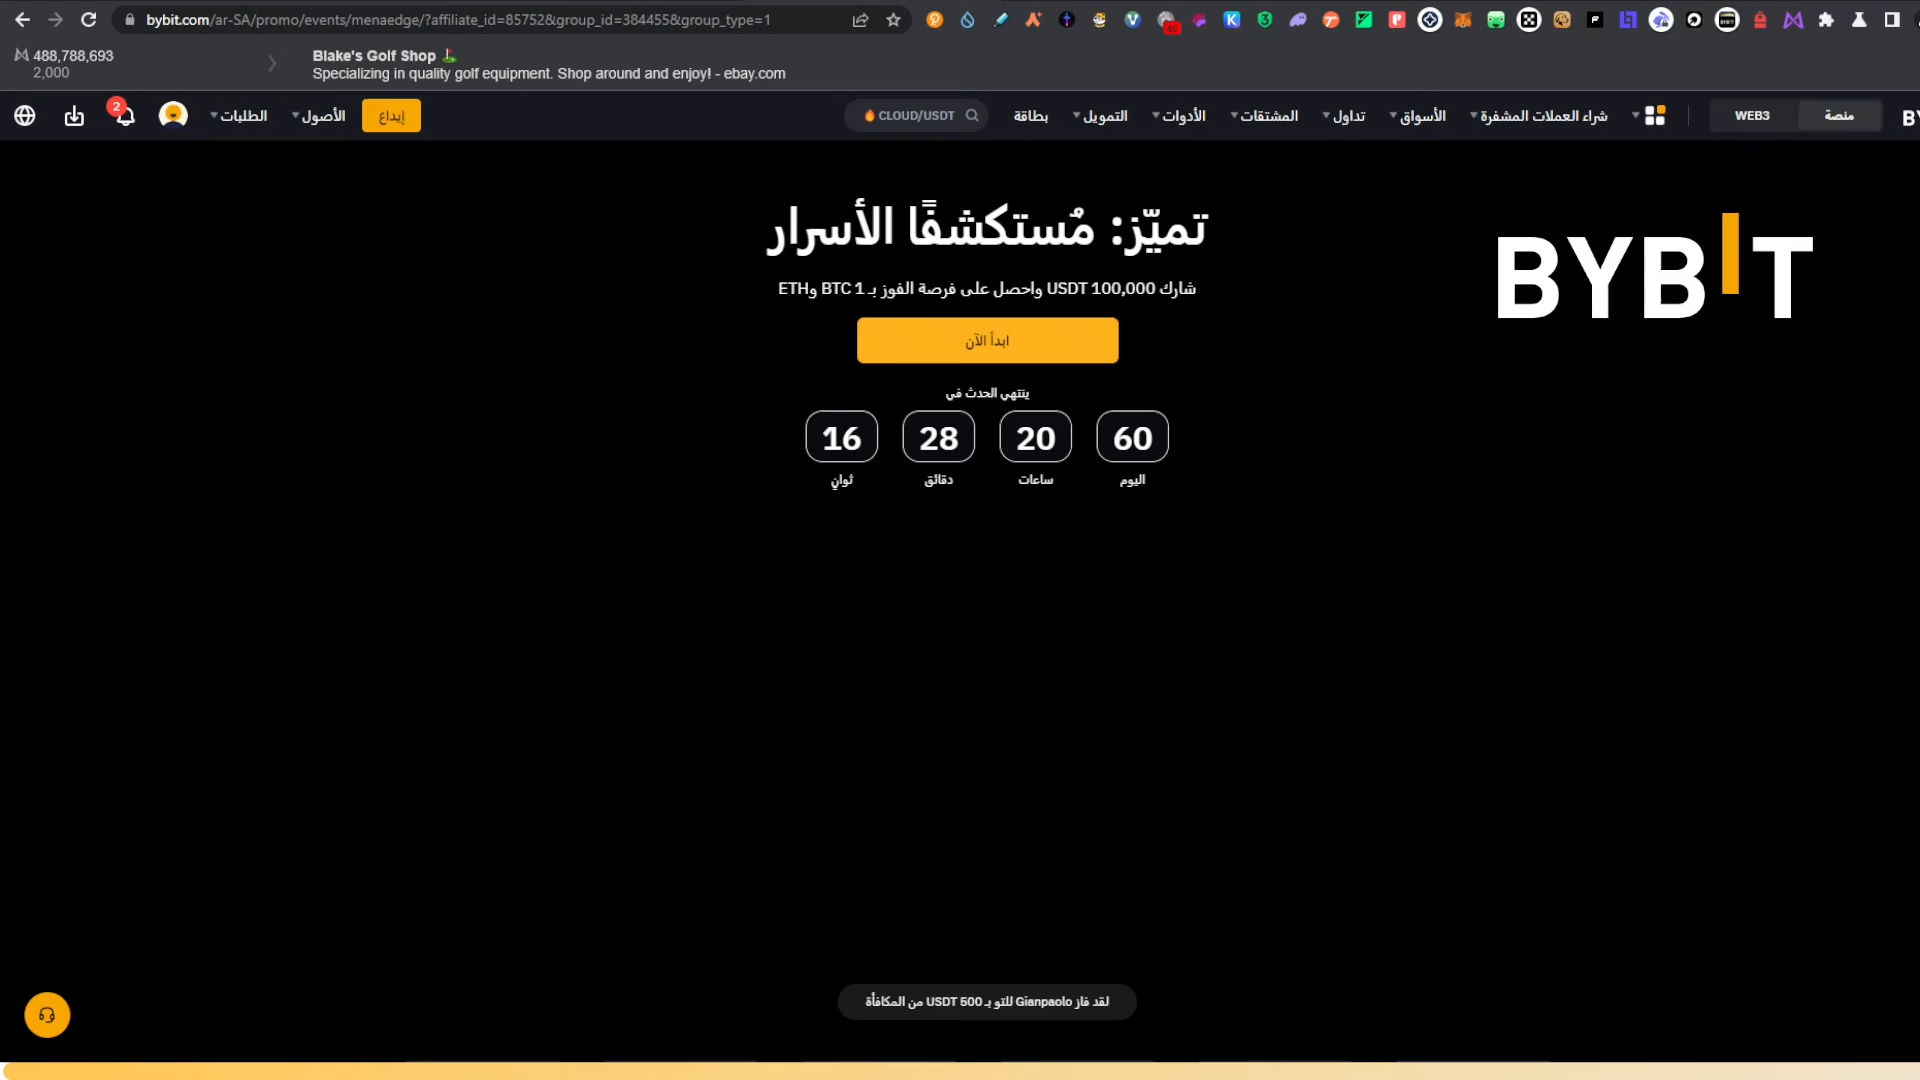 bybit.com/ar-SA/promo/events/menaedge/?affiliate_id=85752&group_id=384455&group_type=1
488,788,693
2,000
Blake's Golf Shop
Specializing in quality golf equipment. Shop around and enjoy! - ebay.com
منصة WEB3 شراء العملات المشفرة الأسواق تداول المشتقات الأدوات التمويل بطاقة CLOUD/USDT إيداع الأصول الطلبات 2
BYBIT
تميّز: مُستكشفًا الأسرار
شارك 100,000 USDT واحصل على فرصة الفوز بـ 1 BTC وETH
ابدأ الآن
ينتهي الحدث في
60 20 28 16
اليوم ساعات دقائق ثوانٍ
لقد فاز Gianpaolo للتو بـ 500 USDT من المكافأة